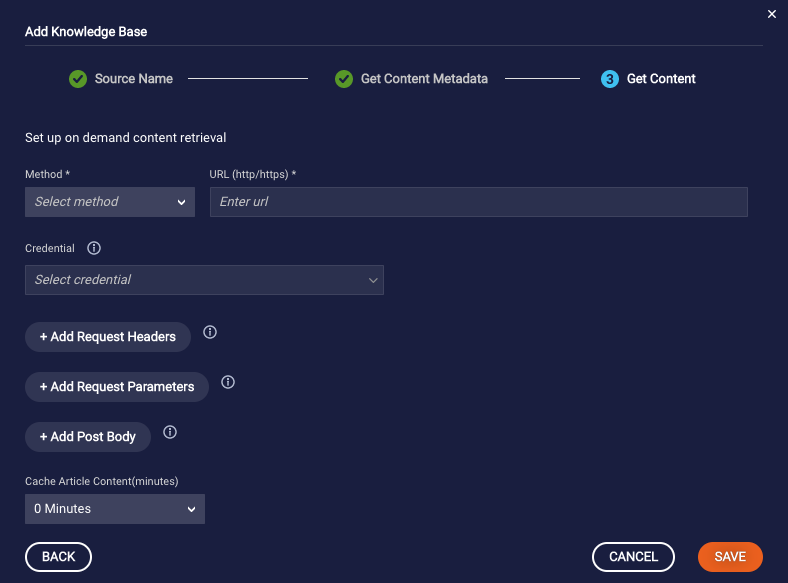 Add Knowledge Base
Source Name
Get Content Metadata
3 Get Content
Set up on demand content retrieval
Method *
URL (http/https) *
Select method
Enter url
Credential
Select credential
+ Add Request Headers
+ Add Request Parameters
+ Add Post Body
Cache Article Content(minutes)
0 Minutes
BACK
CANCEL
SAVE